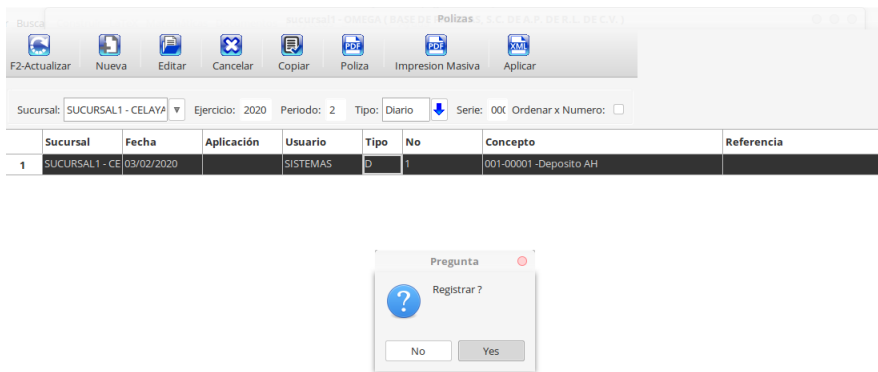 Busca
sucursal1 - OMEGA ( BASE DE Polizas S, S.C. DE A.P. DE R.L. DE C.V. )
F2-Actualizar Nueva Editar Cancelar Copiar PDF Poliza PDF Impresion Masiva XML Aplicar
Sucursal: SUCURSAL1 - CELAYA Ejercicio: 2020 Periodo: 2 Tipo: Diario Serie: 000 Ordenar x Numero:
Sucursal Fecha Aplicación Usuario Tipo No Concepto Referencia
1 SUCURSAL1 - CE 03/02/2020 SISTEMAS D 1 001-00001 -Deposito AH
Pregunta
Registrar ?
No Yes